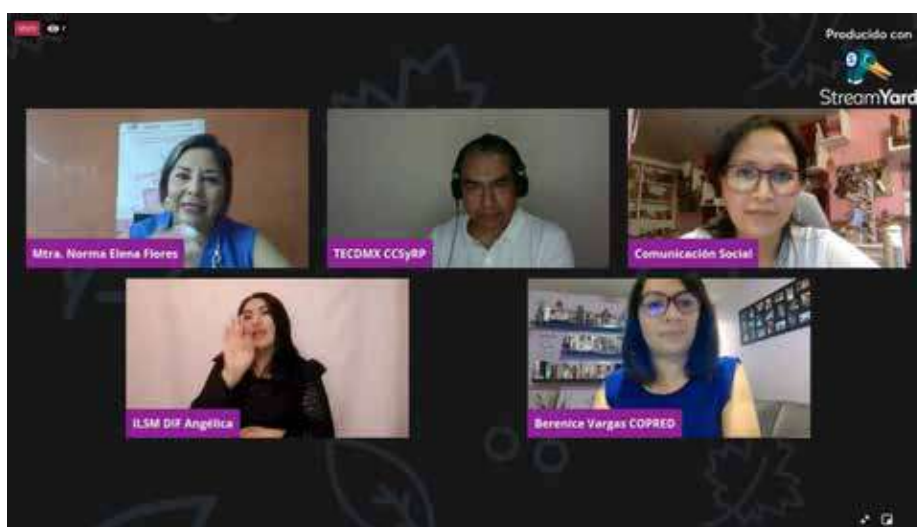 Producido con
StreamYard
Mtra. Norma Elena Flores
TECDMX CCSyRP
Comunicación Social
ILSM DIF Angélica
Berenice Vargas COPRED